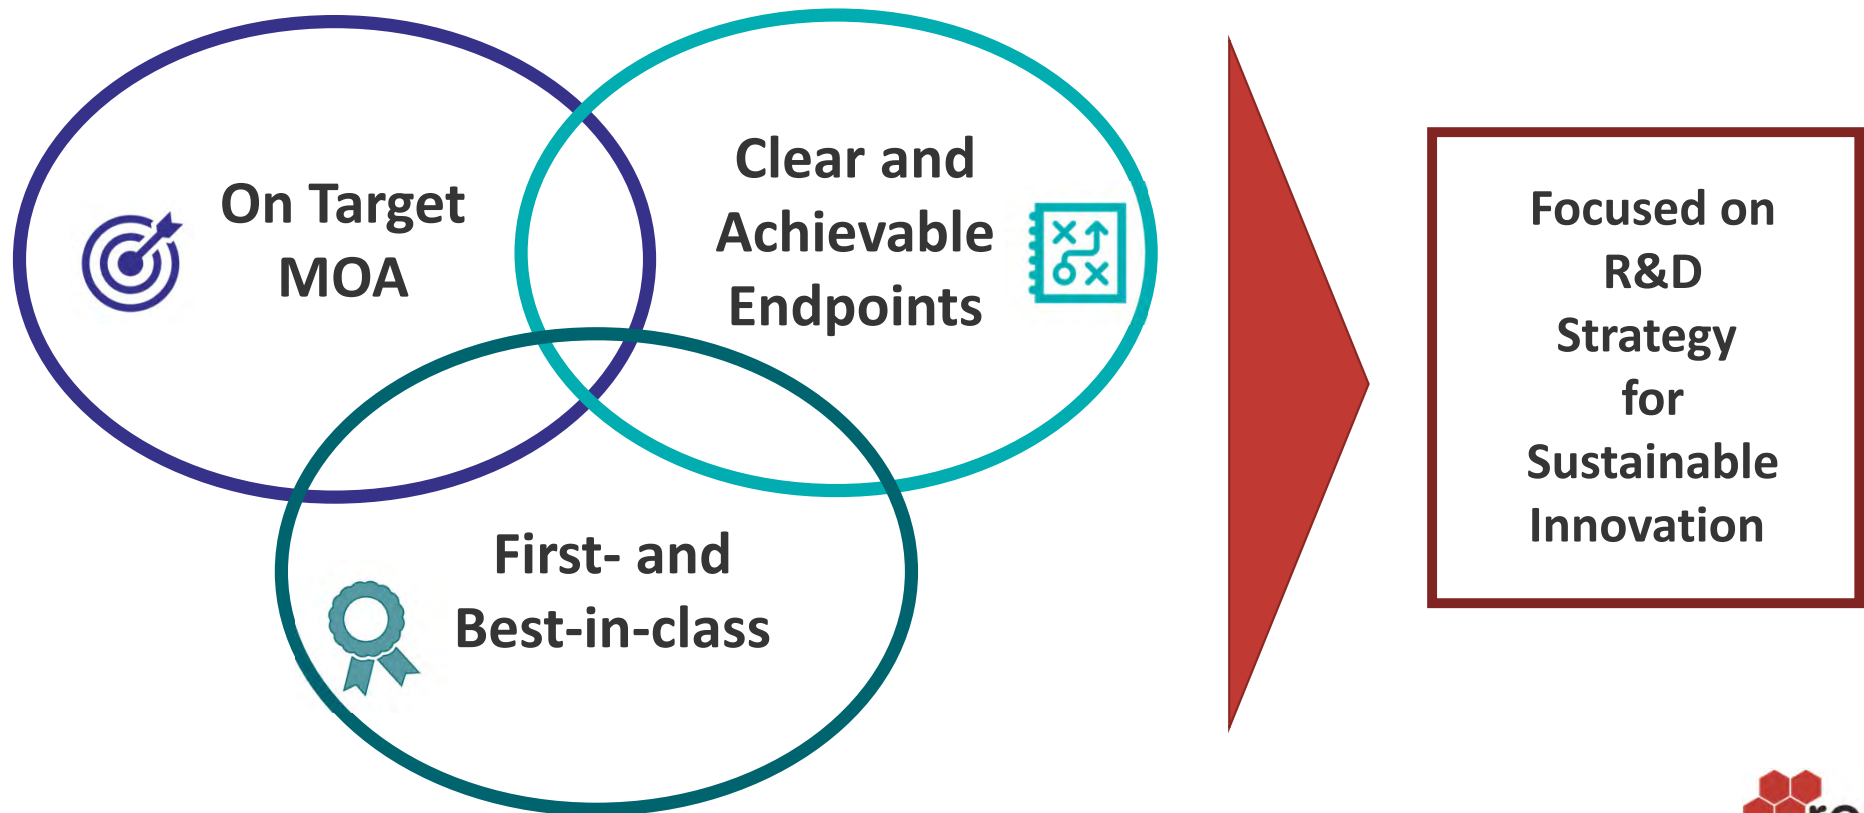 On Target
MOA
Clear and
Achievable
Endpoints
First- and
Best-in-class
Focused on
R&D
Strategy
for
Sustainable
Innovation